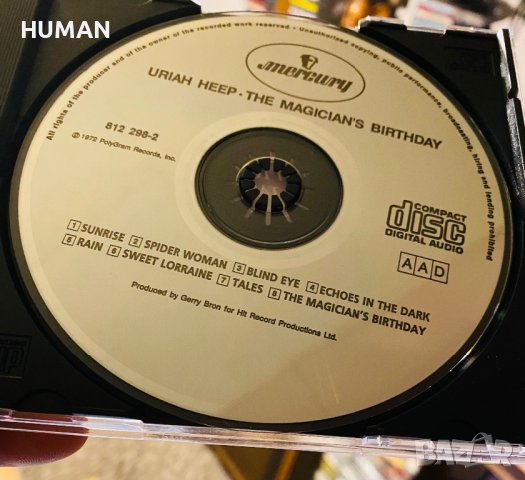 HUMAN
All rights of the producer and of the owner of the recorded work reserved • Unauthorised copying, public performance, broadcasting, hiring and lending prohibited
mercury
URIAH HEEP · THE MAGICIAN'S BIRTHDAY
812 298-2
℗ 1972 PolyGram Records, Inc.
COMPACT
disc
DIGITAL AUDIO
AAD
1 SUNRISE 2 SPIDER WOMAN 3 BLIND EYE 4 ECHOES IN THE DARK
5 RAIN 6 SWEET LORRAINE 7 TALES 8 THE MAGICIAN'S BIRTHDAY
Produced by Gerry Bron for Hit Record Productions Ltd.
BAZAR